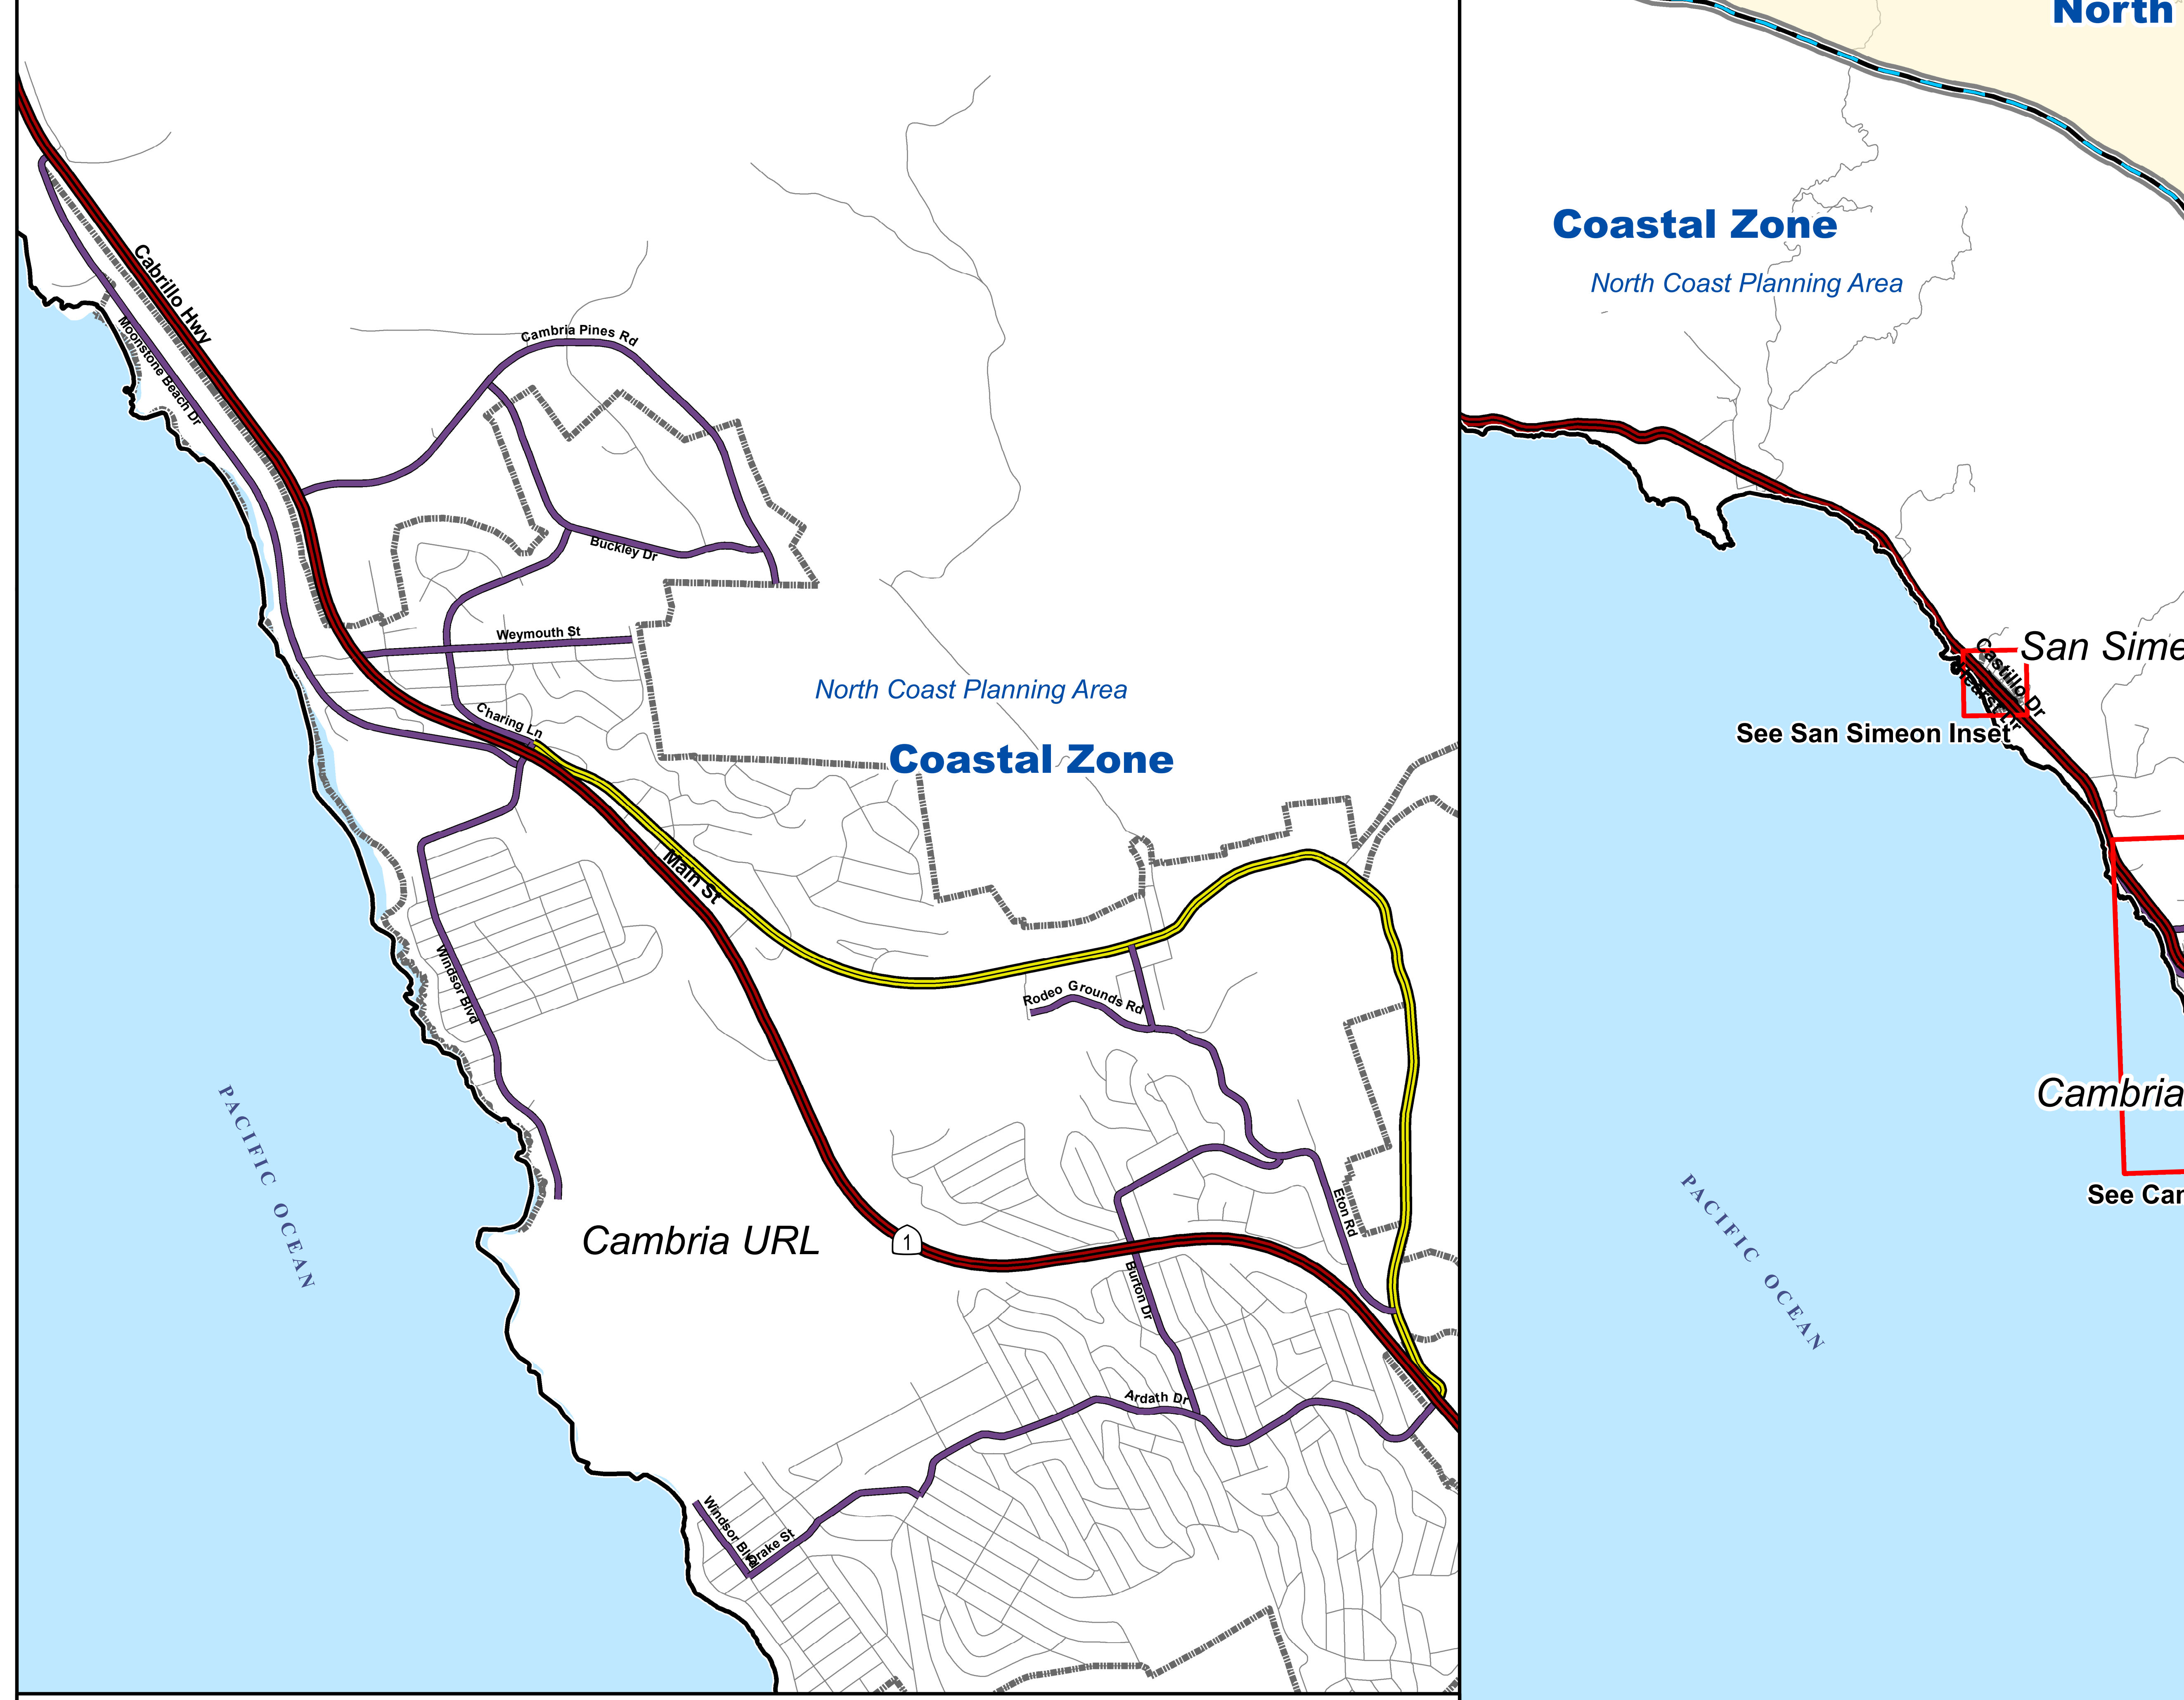 North
Cabrillo Hwy
Moonstone Beach Dr
Cambria Pines Rd
Buckley Dr
Weymouth St
Charing Ln
North Coast Planning Area
Coastal Zone
Main St
Windsor Blvd
Rodeo Grounds Rd
PACIFIC OCEAN
Cambria URL
1
Eton Rd
Burton Dr
Ardath Dr
Windsor Blvd
Drake St
Coastal Zone
North Coast Planning Area
Castillo Dr
San Sime
Hearst Dr
See San Simeon Inset
Cambria
See Car
PACIFIC OCEAN